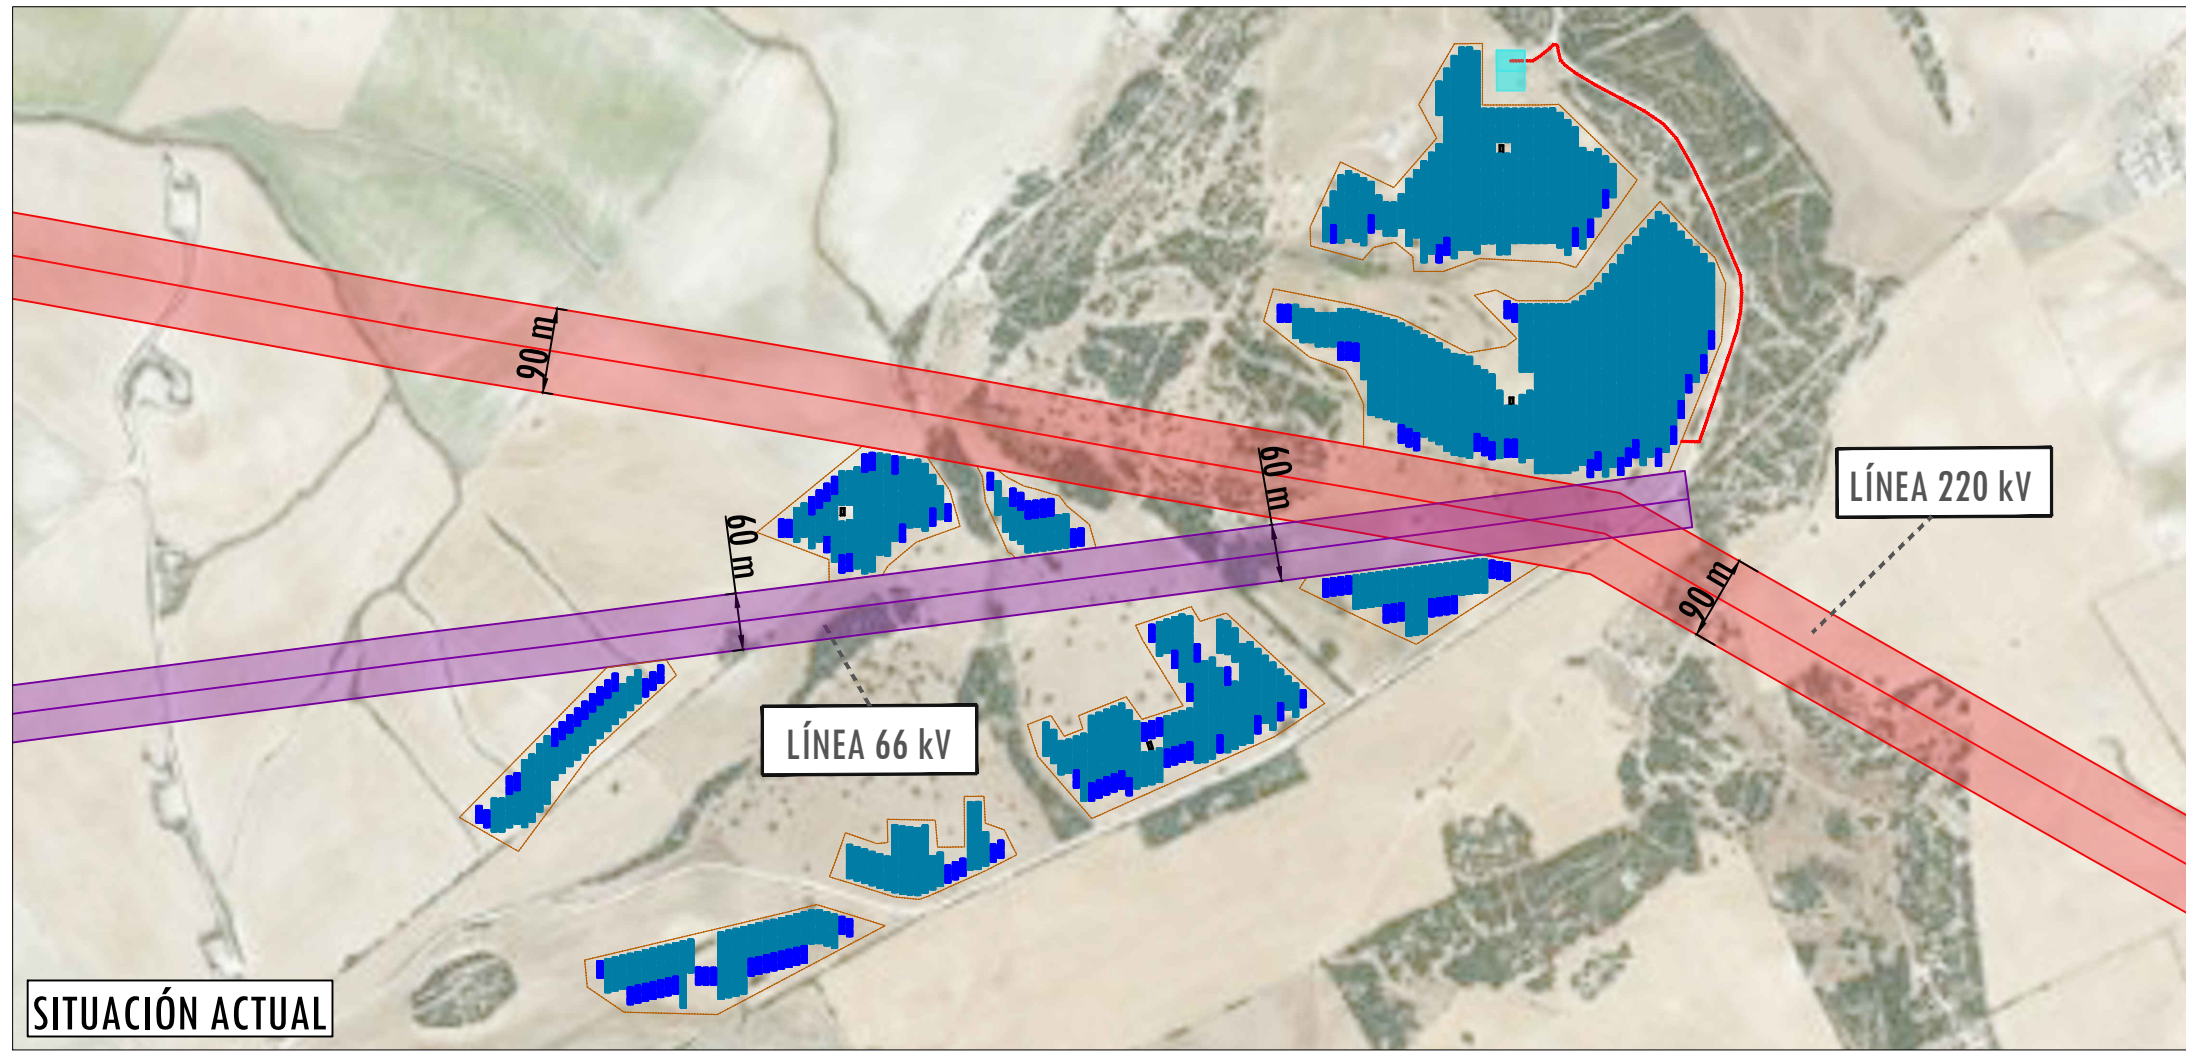 90 m
60 m
LÍNEA 220 kV
60 m
90 m
LÍNEA 66 kV
SITUACIÓN ACTUAL